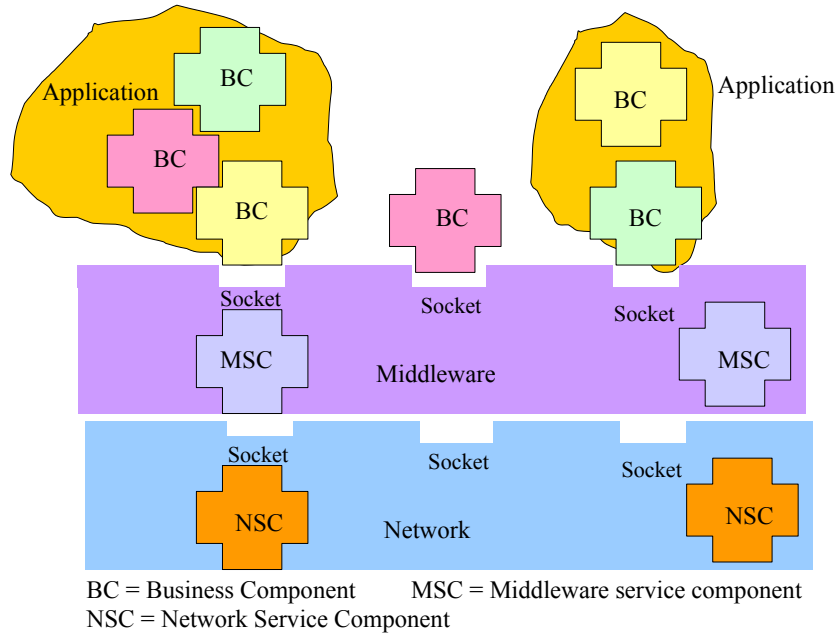 BC
Application
BC
BC
BC
Application
BC
BC
Socket
Socket
Socket
MSC
Middleware
MSC
Socket
Socket
Socket
NSC
Network
NSC
BC = Business Component MSC = Middleware service component
NSC = Network Service Component